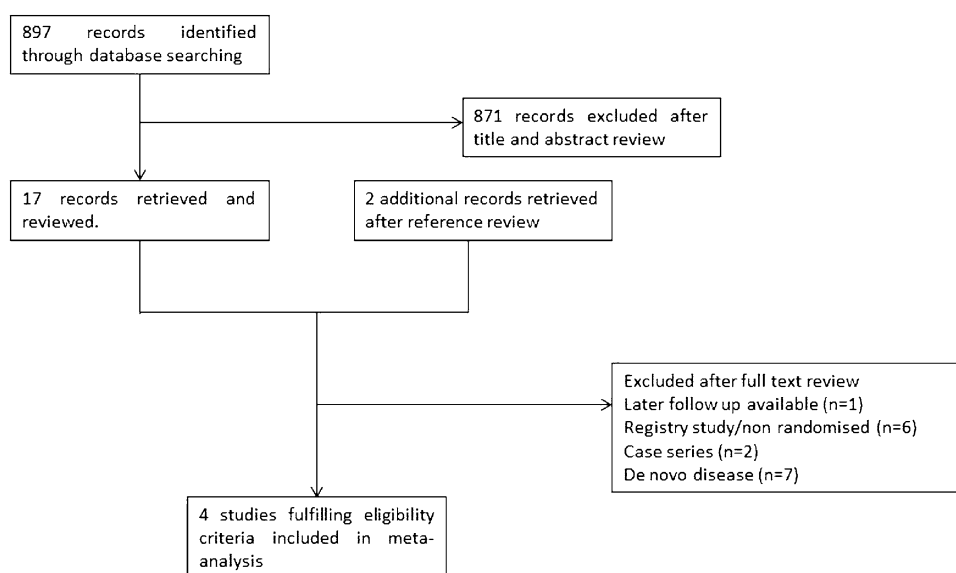 897 records identified
through database searching
871 records excluded after
title and abstract review
17 records retrieved and
reviewed.
2 additional records retrieved
after reference review
Excluded after full text review
Later follow up available (n=1)
Registry study/non randomised (n=6)
Case series (n=2)
De novo disease (n=7)
4 studies fulfilling eligibility
criteria included in meta-
analysis